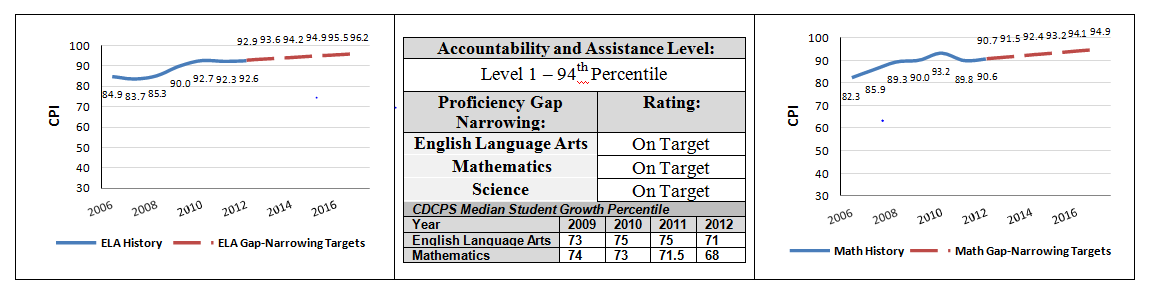 100
90
80
70
60
50
40
30
CPI
92.9 93.6 94.2 94.9 95.5 96.2
90.0 92.7 92.3 92.6
84.9 83.7 85.3
2006 2008 2010 2012 2014 2016
ELA History ELA Gap-Narrowing Targets
Accountability and Assistance Level:
Level 1 – 94th Percentile
Proficiency Gap Rating:
Narrowing:
English Language Arts On Target
Mathematics On Target
Science On Target
CDCPS Median Student Growth Percentile
Year 2009 2010 2011 2012
English Language Arts 73 75 75 71
Mathematics 74 73 71.5 68
100
90
80
70
60
50
40
30
CPI
90.7 91.5 92.4 93.2 94.1 94.9
89.3 90.0 93.2 89.8 90.6
82.3 85.9
2006 2008 2010 2012 2014 2016
Math History Math Gap-Narrowing Targets